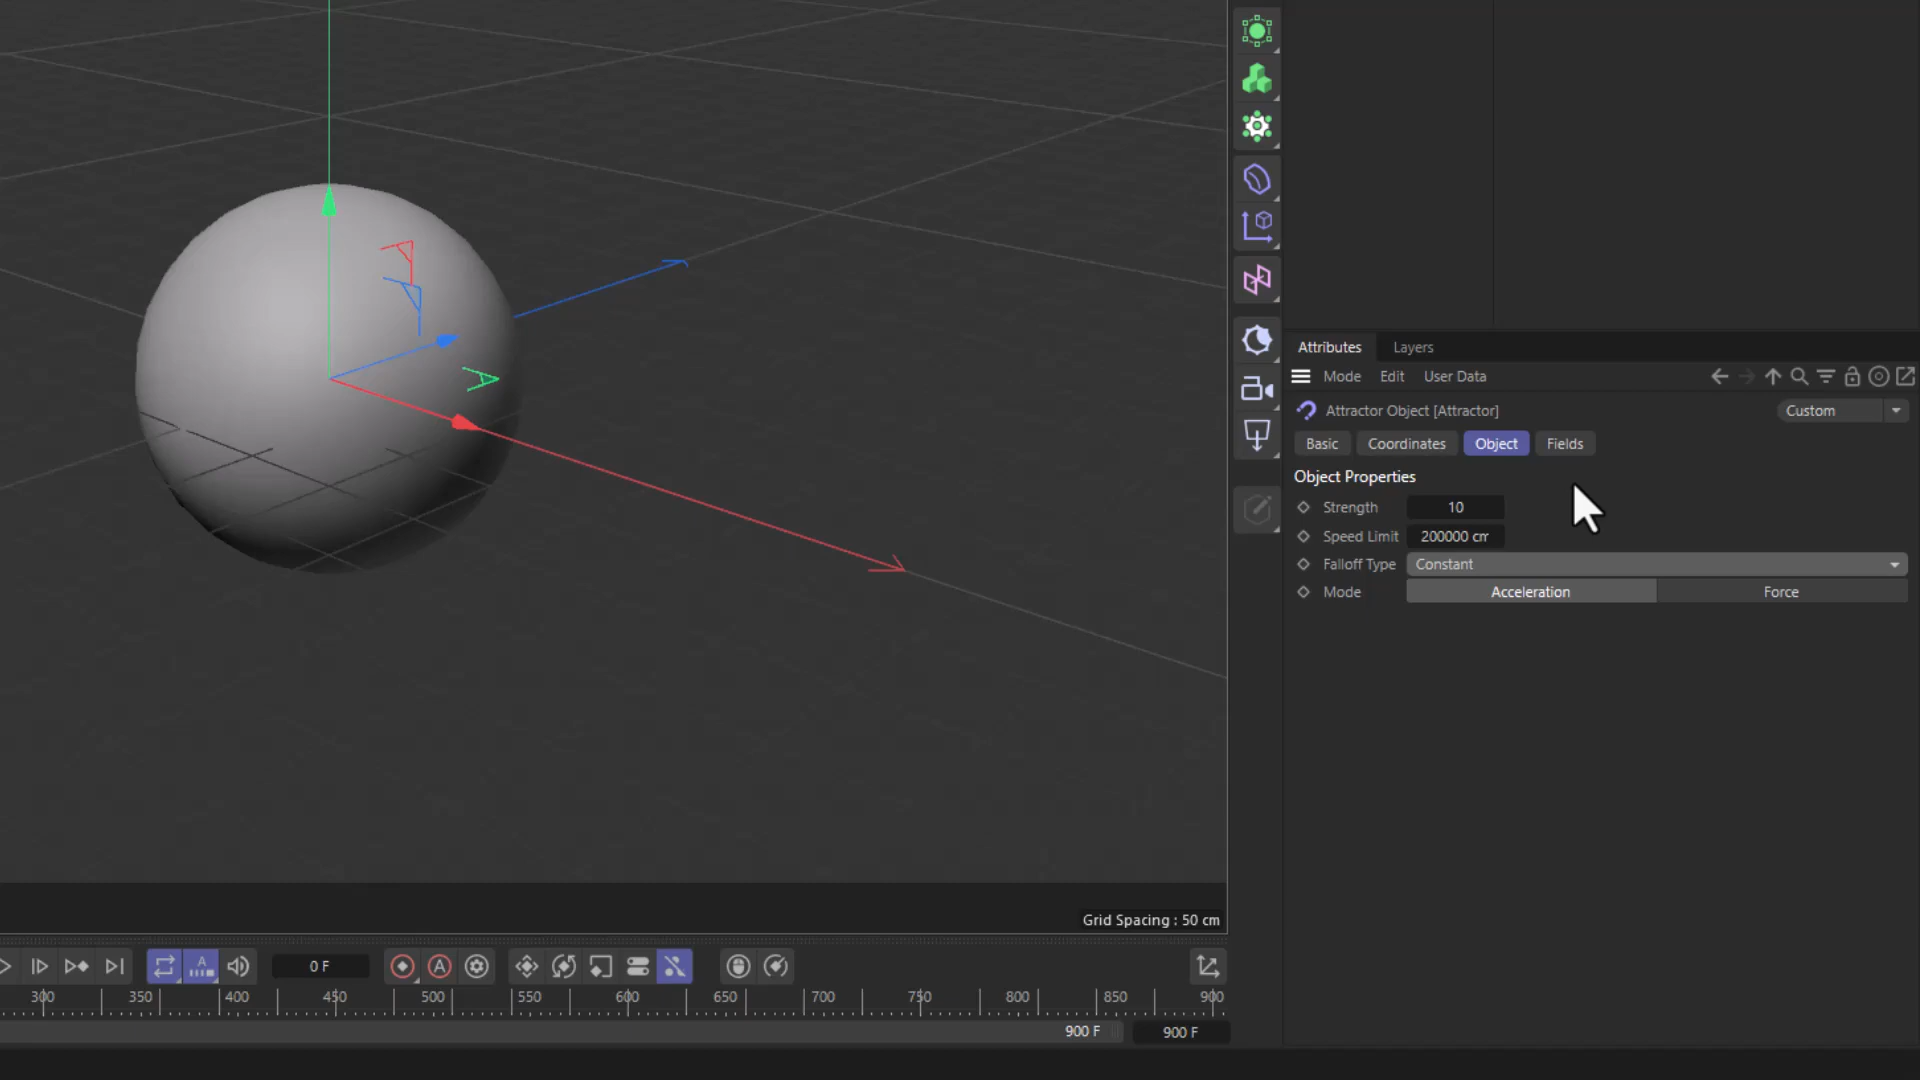 Attributes Layers
Mode Edit User Data
Attractor Object [Attractor] Custom
Basic Coordinates Object Fields
Object Properties
Strength 10
Speed Limit 200000 cm
Falloff Type Constant
Mode Acceleration Force
Grid Spacing : 50 cm
0 F
300 350 400 450 500 550 600 650 700 750 800 850 900
900 F 900 F